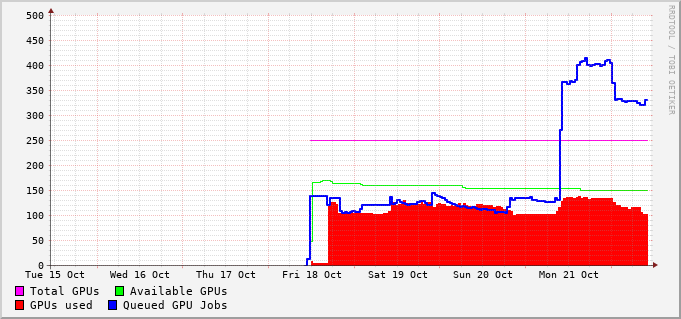 500
450
400
350
300
250
200
150
100
50
0
Tue 15 Oct Wed 16 Oct Thu 17 Oct Fri 18 Oct Sat 19 Oct Sun 20 Oct Mon 21 Oct
Total GPUs Available GPUs
GPUs used Queued GPU Jobs
RRDTOOL / TOBI OETIKER